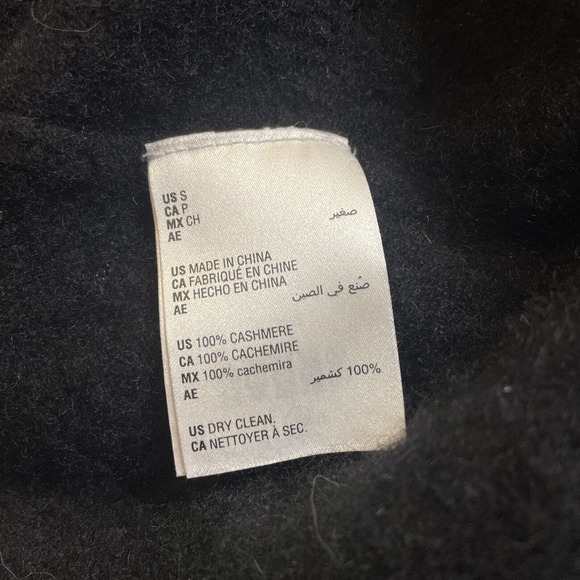 US S
CA P
MX CH
AE صغير
US MADE IN CHINA
CA FABRIQUÉ EN CHINE
MX HECHO EN CHINA
AE صُنع في الصين
US 100% CASHMERE
CA 100% CACHEMIRE
MX 100% cachemira
AE 100% كشمير
US DRY CLEAN.
CA NETTOYER À SEC.